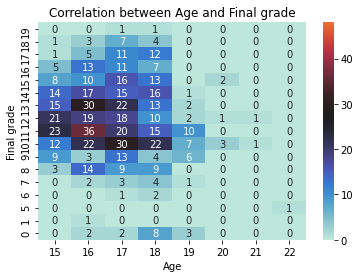 Correlation between Age and Final grade
Final grade
19 0 0 1 1 0 0 0 0
18 1 3 7 4 0 0 0 0
17 1 5 11 12 0 0 0 0
16 5 13 11 7 0 0 0 0
15 8 10 16 13 0 2 0 0
14 14 17 15 16 1 0 0 0
13 15 30 22 13 2 0 0 0
12 21 19 18 10 2 1 1 0
11 23 36 20 15 10 0 0 0
10 12 22 30 22 7 3 1 0
9 9 3 13 4 6 0 0 0
8 3 14 9 9 0 0 0 0
7 0 2 3 4 1 0 0 0
6 0 0 1 2 0 0 0 0
5 0 0 0 0 0 0 0 1
1 0 1 0 0 0 0 0 0
0 0 2 2 8 3 0 0 0
15 16 17 18 19 20 21 22
Age
40
30
20
10
0